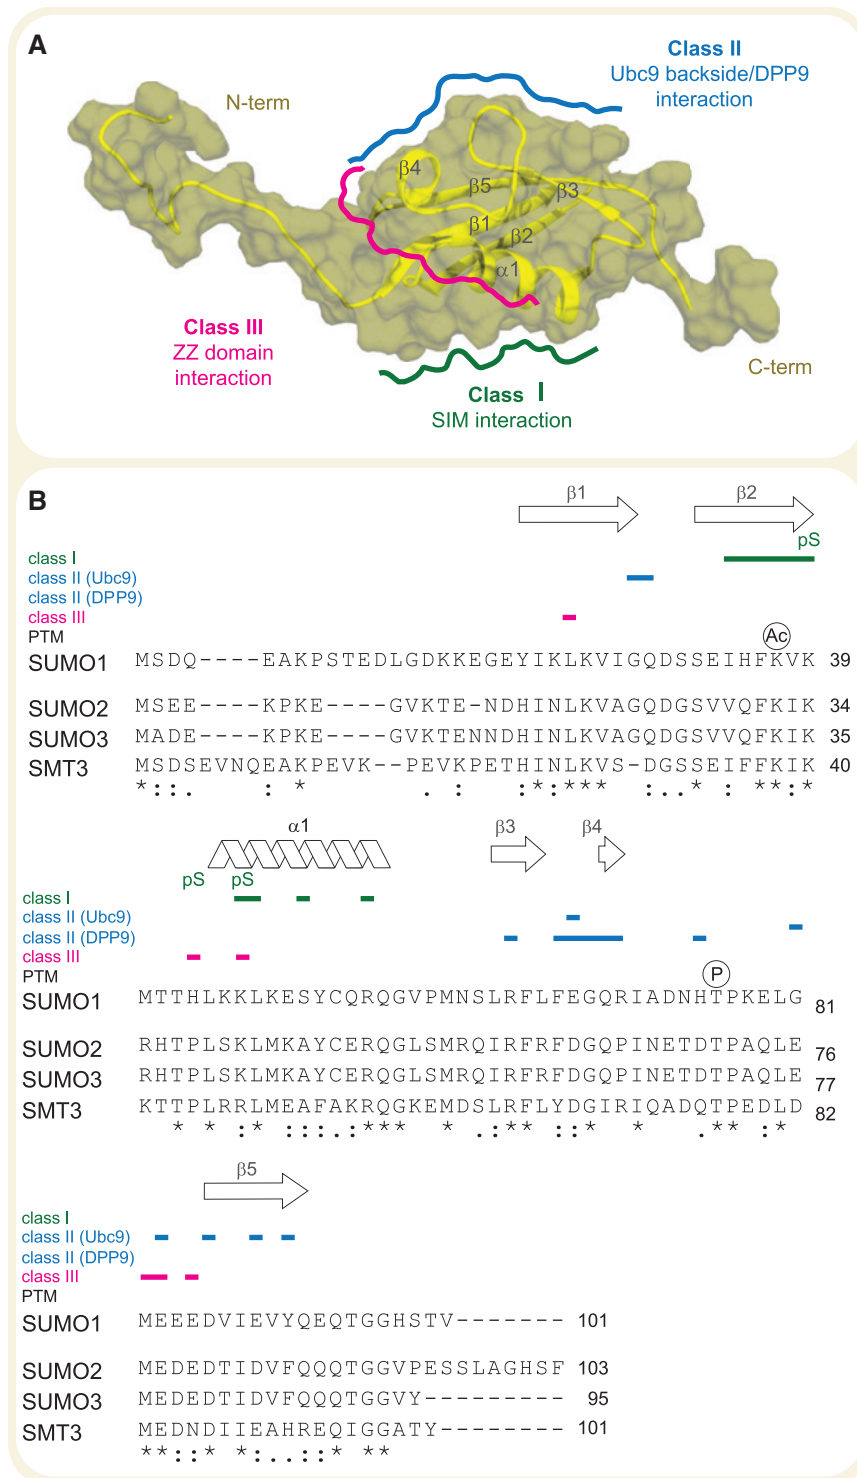 A
Class II
Ubc9 backside/DPP9
interaction
N-term
β4
β5
β3
β1
β2
α1
Class III
ZZ domain
interaction
C-term
Class I
SIM interaction
B
β1 β2
pS
class I
class II (Ubc9)
class II (DPP9)
class III
PTM
Ac
SUMO1 MSDQ----EAKPSTEDLGDKKEGEYIKLKVIGQDSSEIHFKVK 39
SUMO2 MSEE----KPKE---GVKTE-NDHINLKVAGQDGSVVQFKIK 34
SUMO3 MADE----KPKE---GVKTENNDHINLKVAGQDGSVVQFKIK 35
SMT3 MSDSEVNQEAKPEVK--PEVKPETHINLKVS-DGSSEIFFKIK 40
*::. : * . : :*:*** :..* : **:*
α1 β3 β4
pS pS
class I
class II (Ubc9)
class II (DPP9)
class III
PTM
P
SUMO1 MTTHLKKLKESYCQRQGVPMNSLRFLFEGQRIADNHTPKELG 81
SUMO2 RHTPLSKLMKAYCERQGLSMRQIRFRFDGQPINETDTPAQLE 76
SUMO3 RHTPLSKLMKAYCERQGLSMRQIRFRFDGQPINETDTPAQLE 77
SMT3 KTTPLRRLMEAFAKRQGKEMDSLRFLYDGIRIQADQTPEDLD 82
* * :* :::.:*** * .:** ::* * .** :*
β5
class I
class II (Ubc9)
class II (DPP9)
class III
PTM
SUMO1 MEEEDVIEVYQEQTGGHSTV------- 101
SUMO2 MEDEDTIDVFQQQTGGVPESSLAGHSF 103
SUMO3 MEDEDTIDVFQQQTGGVY--------- 95
SMT3 MEDNDIIEAHREQIGGATY-------- 101
**::* *:..::* **